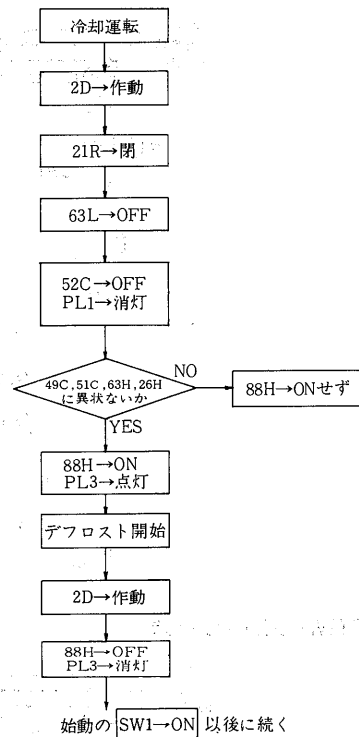 冷却運転
2D→作動
21R→閉
63L→OFF
52C→OFF
PL1→消灯
49C,51C,63H,26H
に異状ないか
NO
88H→ONせず
YES
88H→ON
PL3→点灯
デフロスト開始
2D→作動
88H→OFF
PL3→消灯
始動の SW1→ON 以後に続く